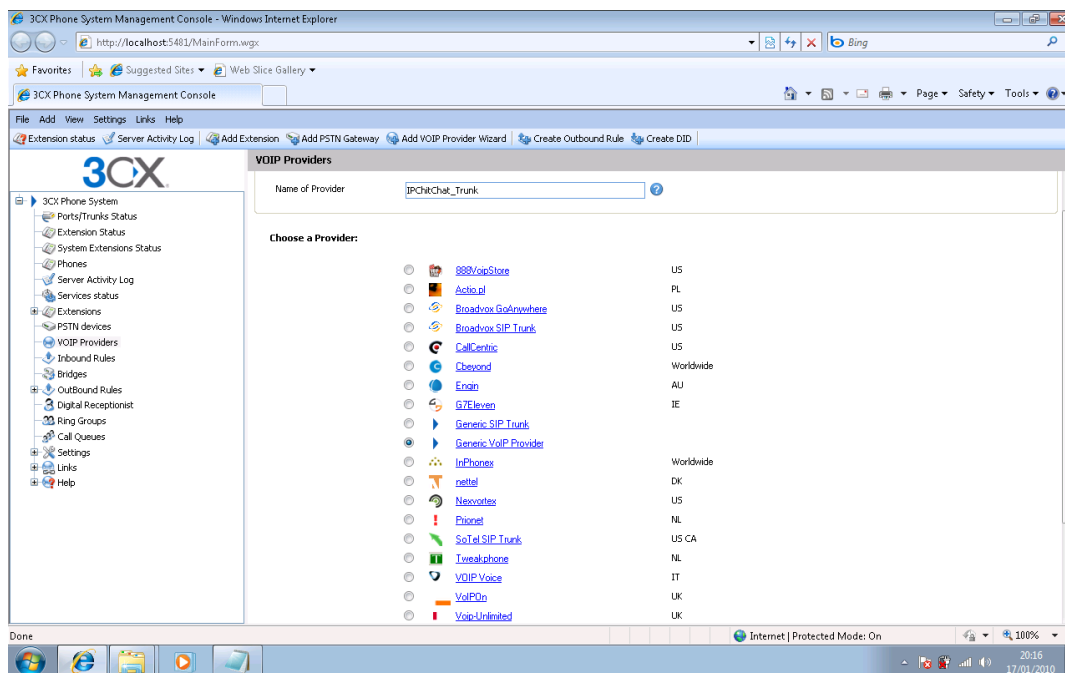 3CX Phone System Management Console - Windows Internet Explorer
http://localhost:5481/MainForm.wgx
Bing
Favorites Suggested Sites Web Slice Gallery
3CX Phone System Management Console
Page Safety Tools
File Add View Settings Links Help
Extension status Server Activity Log Add Extension Add PSTN Gateway Add VOIP Provider Wizard Create Outbound Rule Create DID
3CX
3CX Phone System
Ports/Trunks Status
Extension Status
System Extensions Status
Phones
Server Activity Log
Services status
Extensions
PSTN devices
VOIP Providers
Inbound Rules
Bridges
OutBound Rules
Digital Receptionist
Ring Groups
Call Queues
Settings
Links
Help
VOIP Providers
Name of Provider IPChitChat_Trunk
Choose a Provider:
888VoipStore US
Actio.pl PL
Broadvox GoAnywhere US
Broadvox SIP Trunk US
CallCentric US
Cbeyond Worldwide
Engin AU
G7Eleven IE
Generic SIP Trunk
Generic VoIP Provider
InPhonex Worldwide
nettel DK
Nexvortex US
Prionet NL
SoTel SIP Trunk US CA
Tweakphone NL
VOIP Voice IT
VoIPOn UK
Voip-Unlimited UK
Done
Internet | Protected Mode: On
100%
20:16
17/01/2010